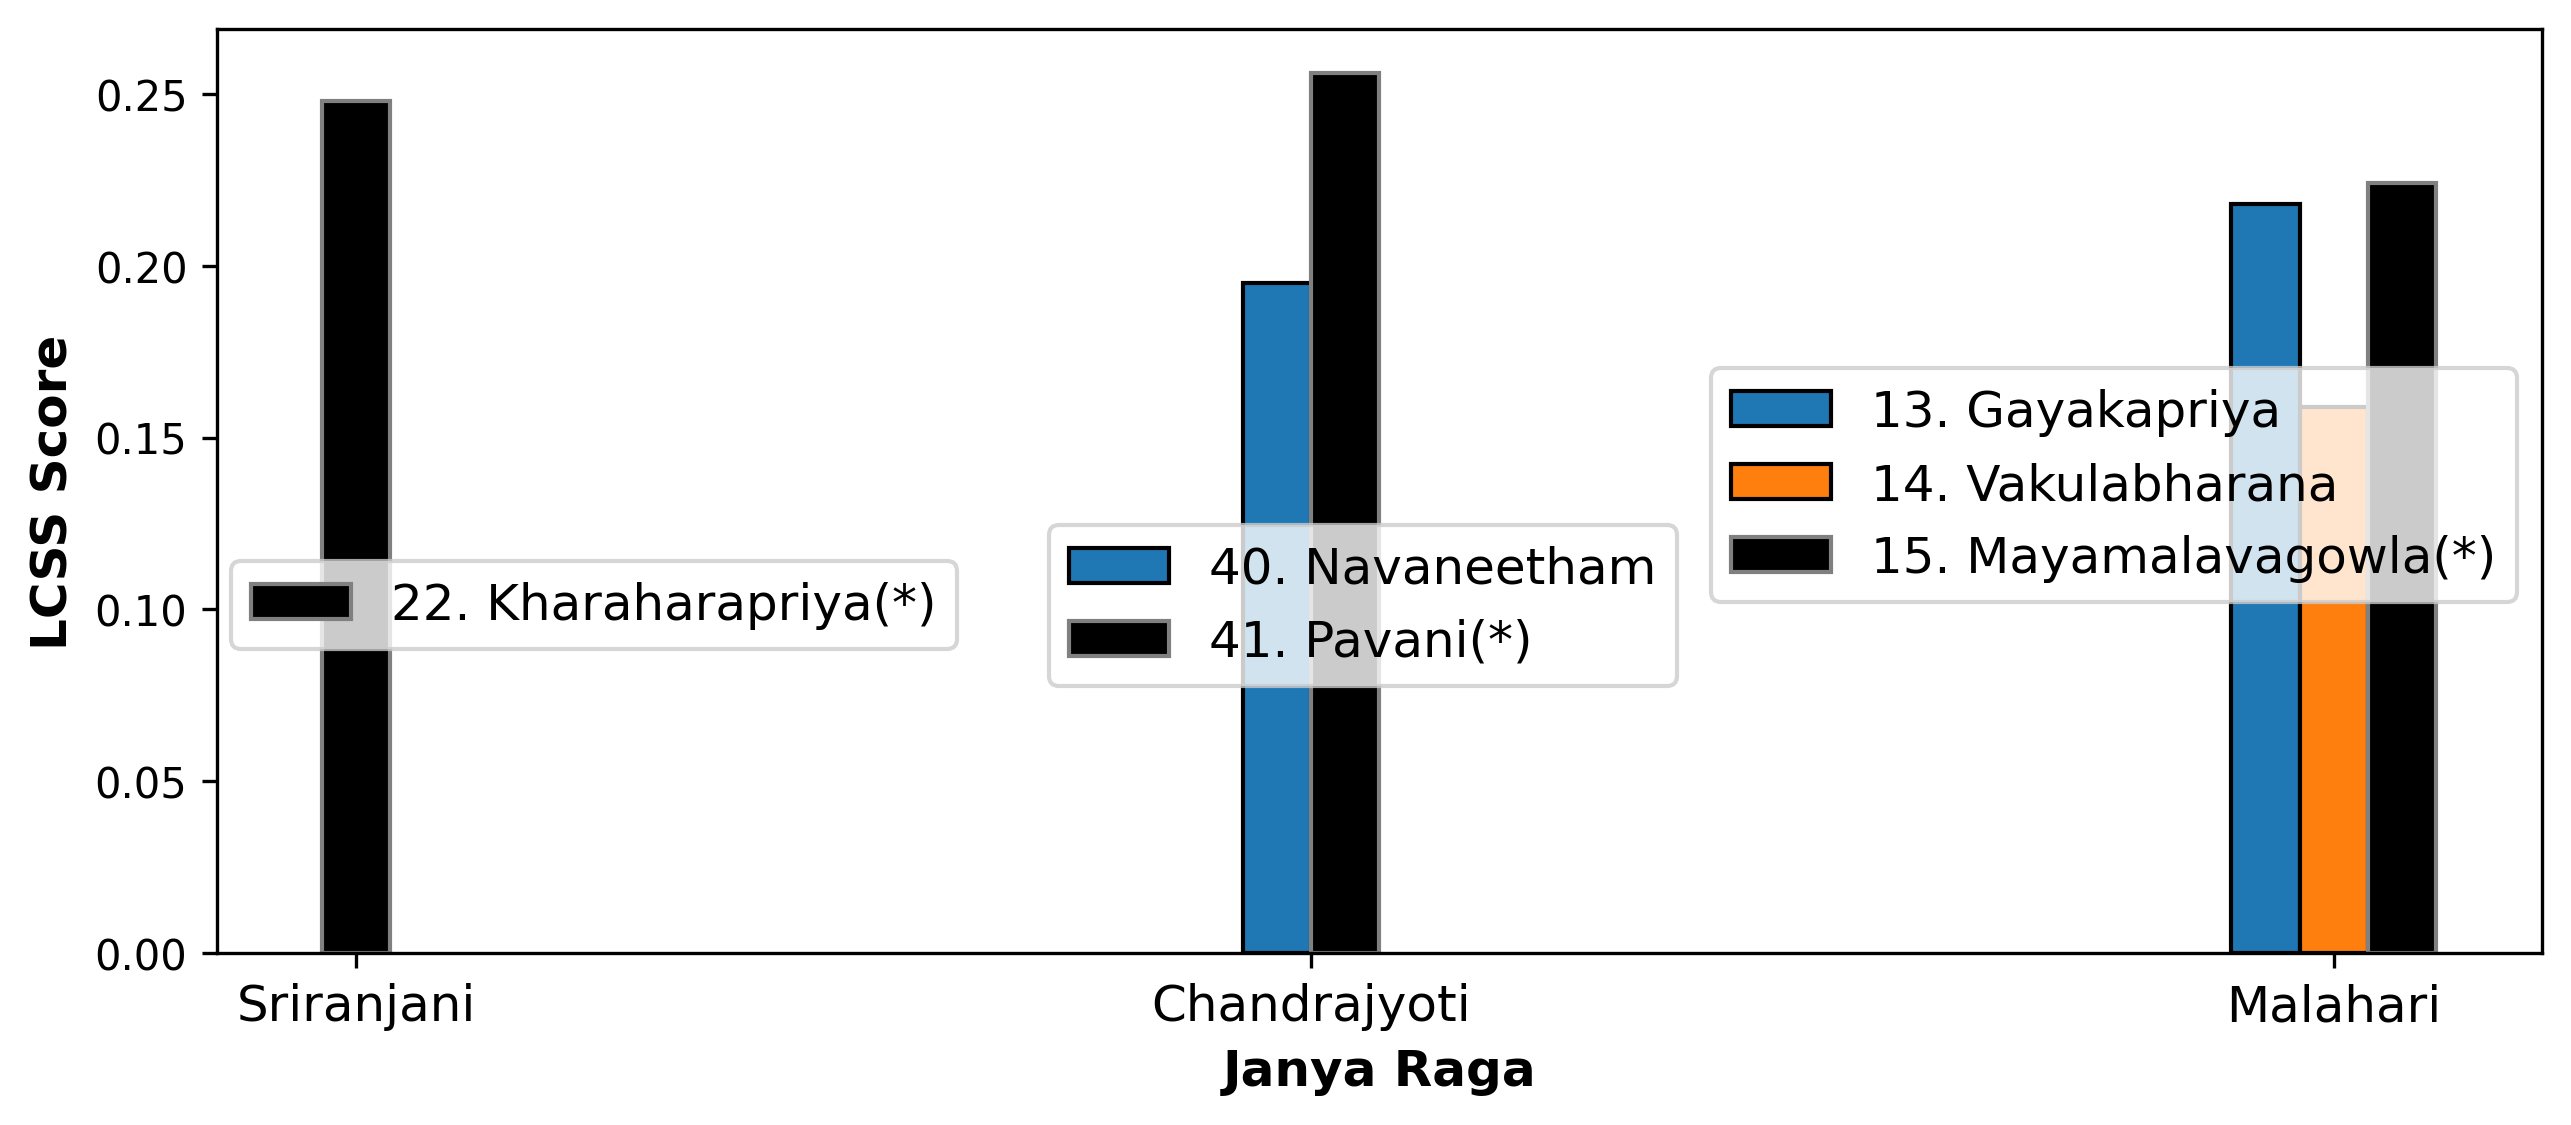 LCSS Score
0.25
0.20
0.15
0.10
0.05
0.00
22. Kharaharapriya(*)
40. Navaneetham
41. Pavani(*)
13. Gayakapriya
14. Vakulabharana
15. Mayamalavagowla(*)
Sriranjani
Chandrajyoti
Malahari
Janya Raga